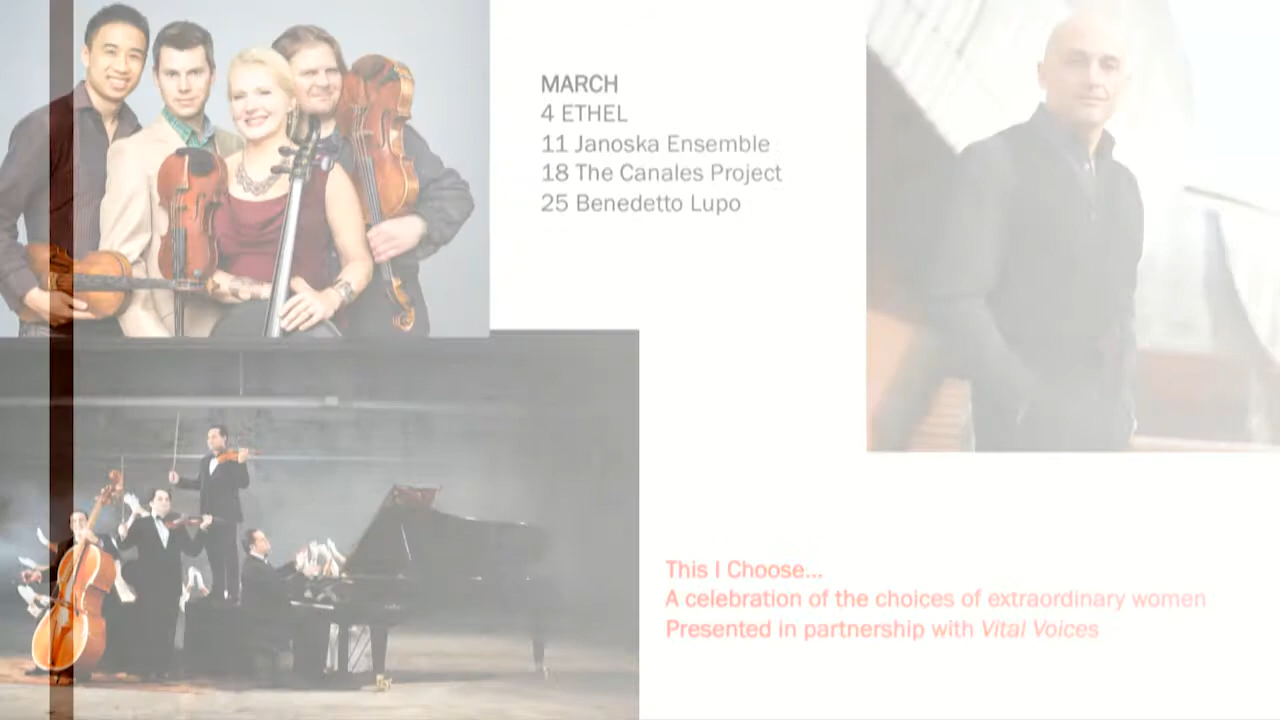 MARCH
4 ETHEL
11 Janoska Ensemble
18 The Canales Project
25 Benedetto Lupo
This I Choose...
A celebration of the choices of extraordinary women
Presented in partnership with Vital Voices